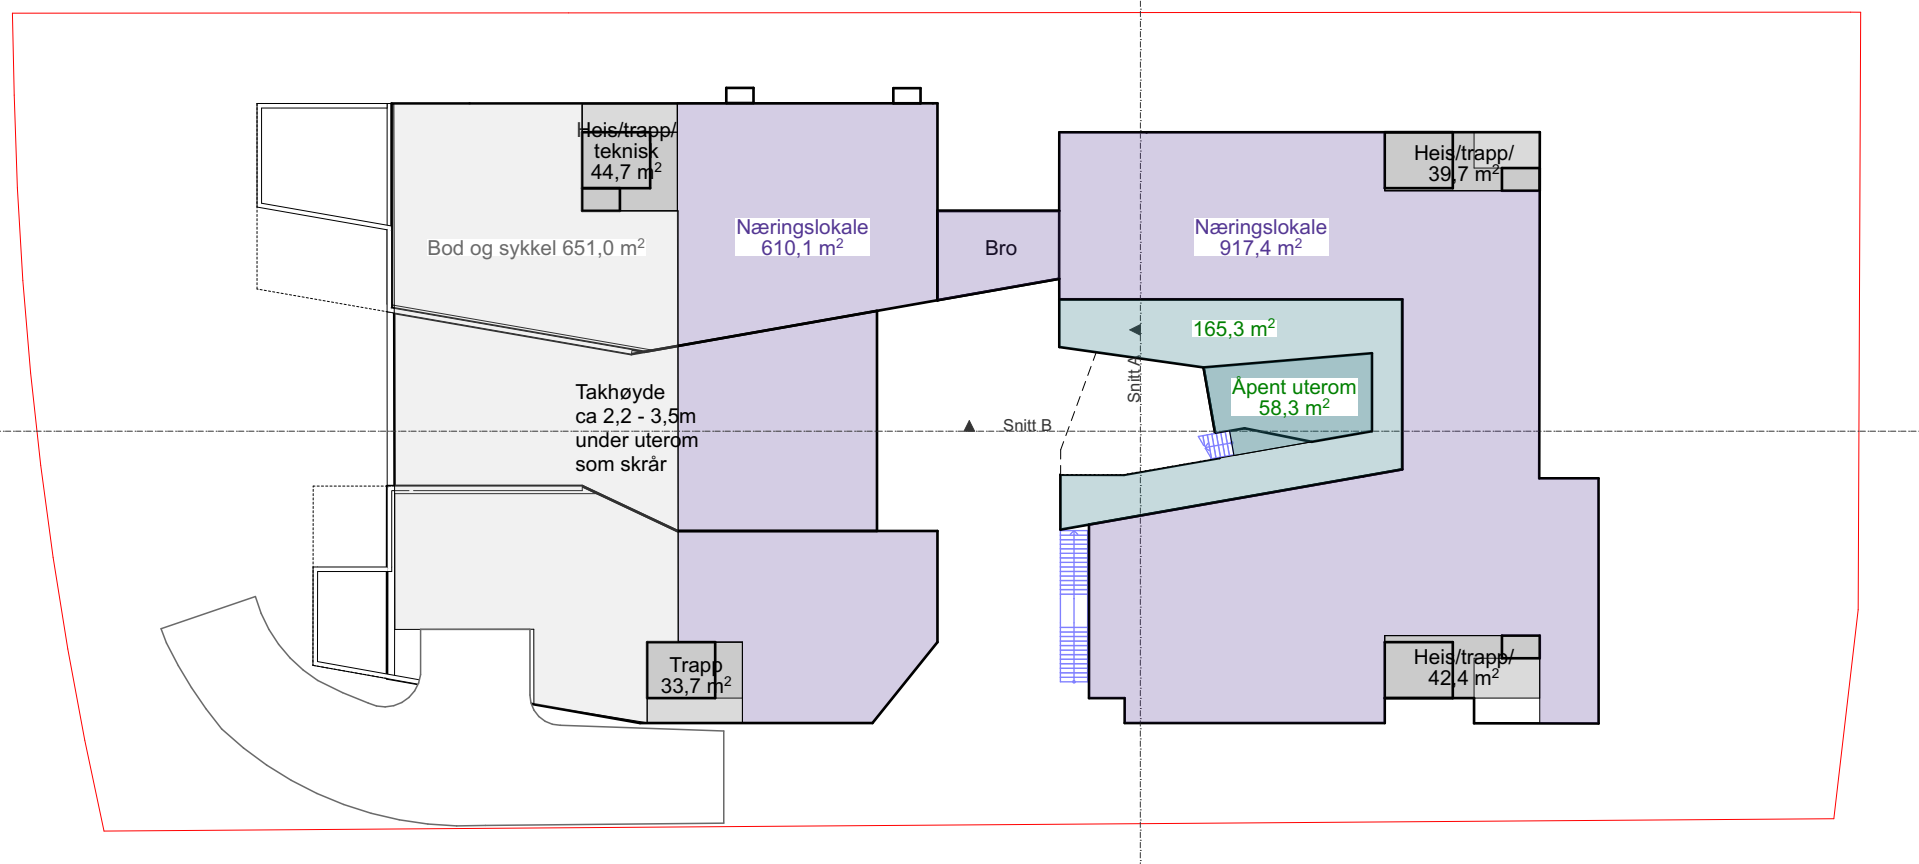 Heis/trapp/
teknisk
44,7 m²
Heis/trapp/
39,7 m²
Bod og sykkel 651,0 m²
Næringslokale
610,1 m²
Bro
Næringslokale
917,4 m²
165,3 m²
Snitt A
Åpent uterom
58,3 m²
Takhøyde
ca 2,2 - 3,5m
under uterom
som skrår
Snitt B
Trapp
33,7 m²
Heis/trapp/
42,4 m²